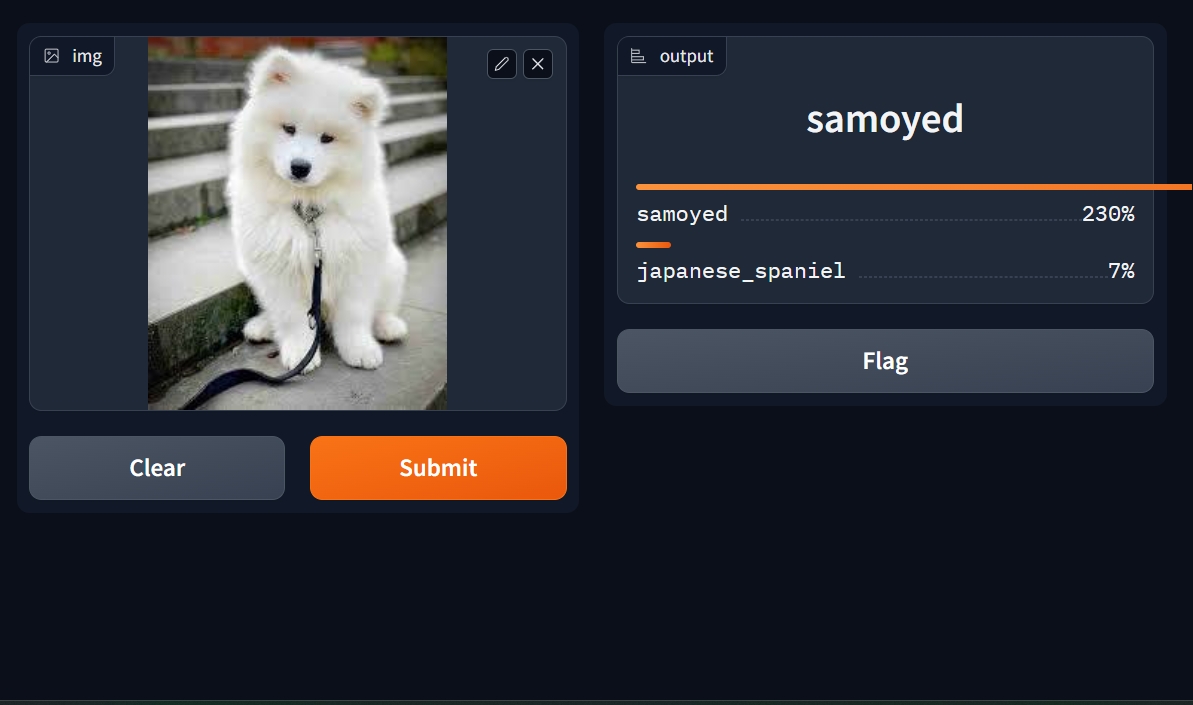 img
Clear
Submit
output
samoyed
samoyed 230%
japanese_spaniel 7%
Flag